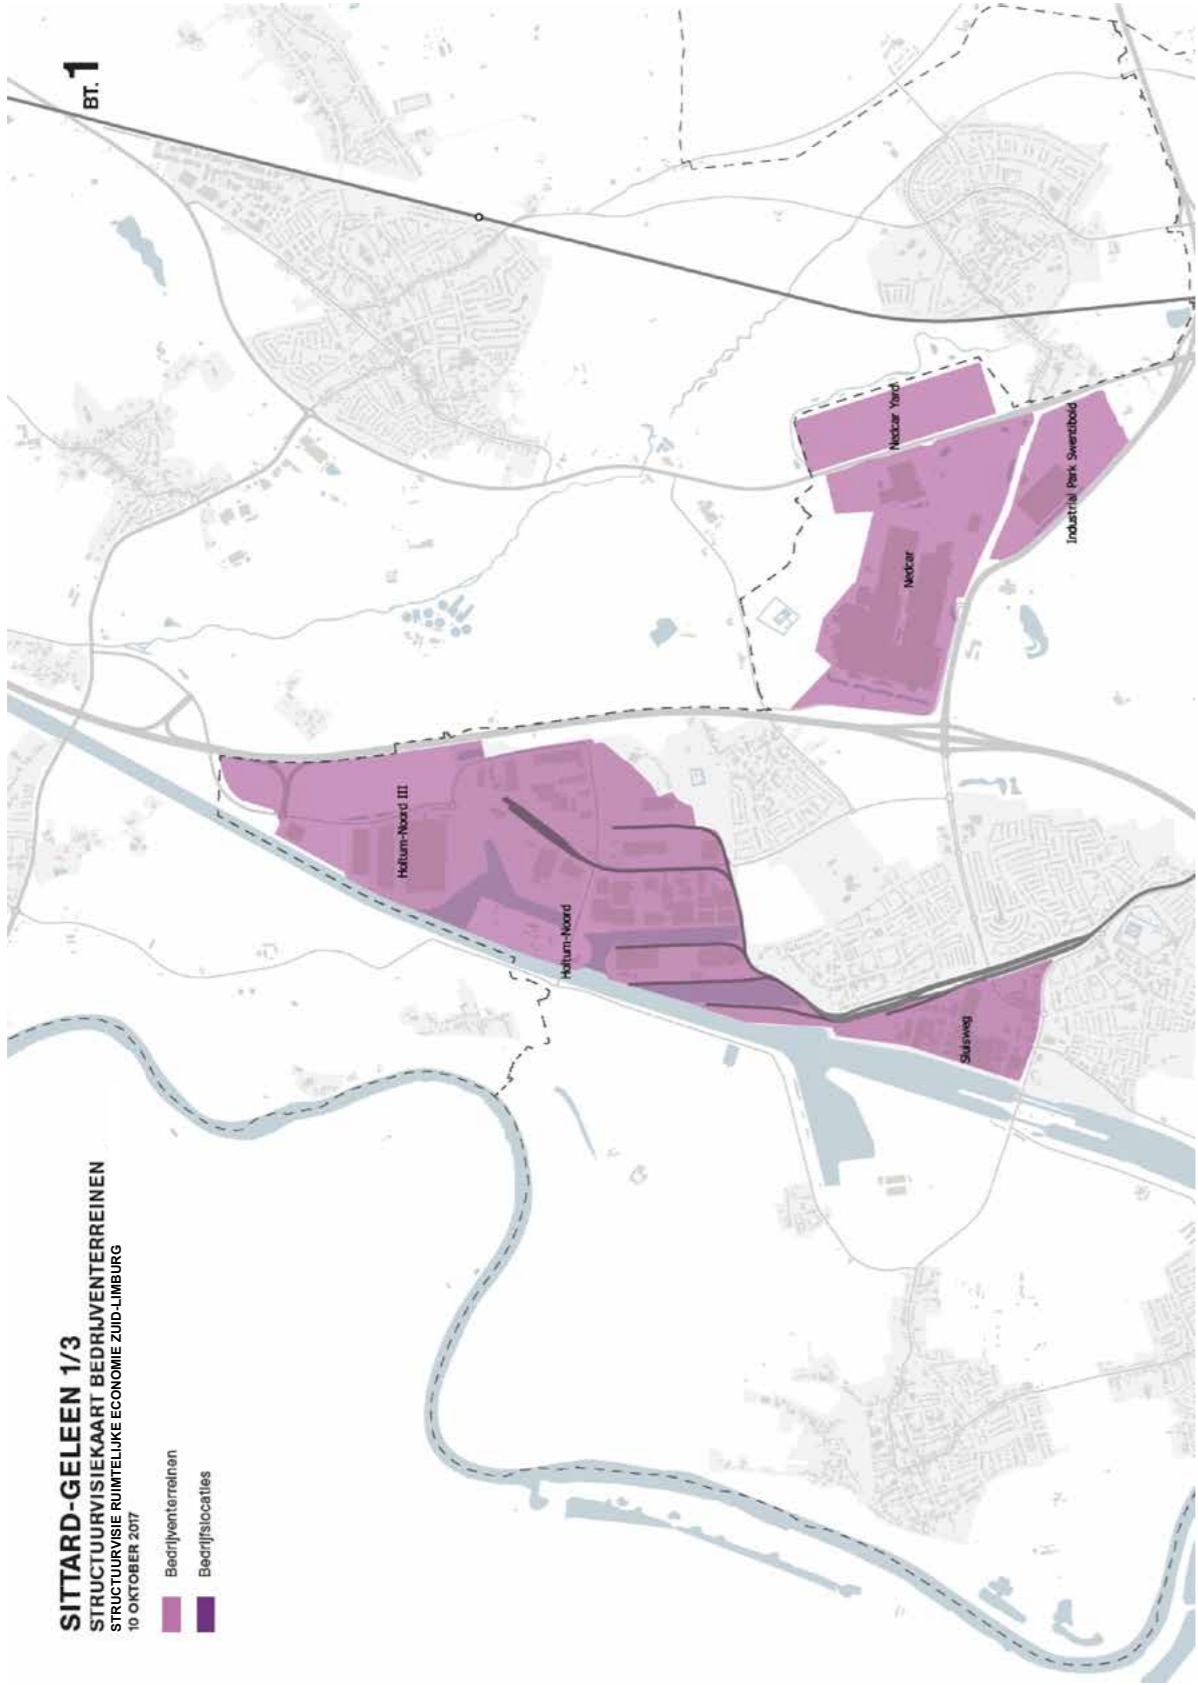 SITTARD-GELEEN 1/3
STRUCTUURVISIEKAART BEDRIJVENTERREINEN
STRUCTUURVISIE RUIMTELIJKE ECONOMIE ZUID-LIMBURG
10 OKTOBER 2017
Bedrijventerreinen
Bedrijfslocaties
BT.1
Holtum-Noord III
Holtum-Noord
Sluisweg
Nedcar Yard
Nedcar
Industrial Park Swentibold